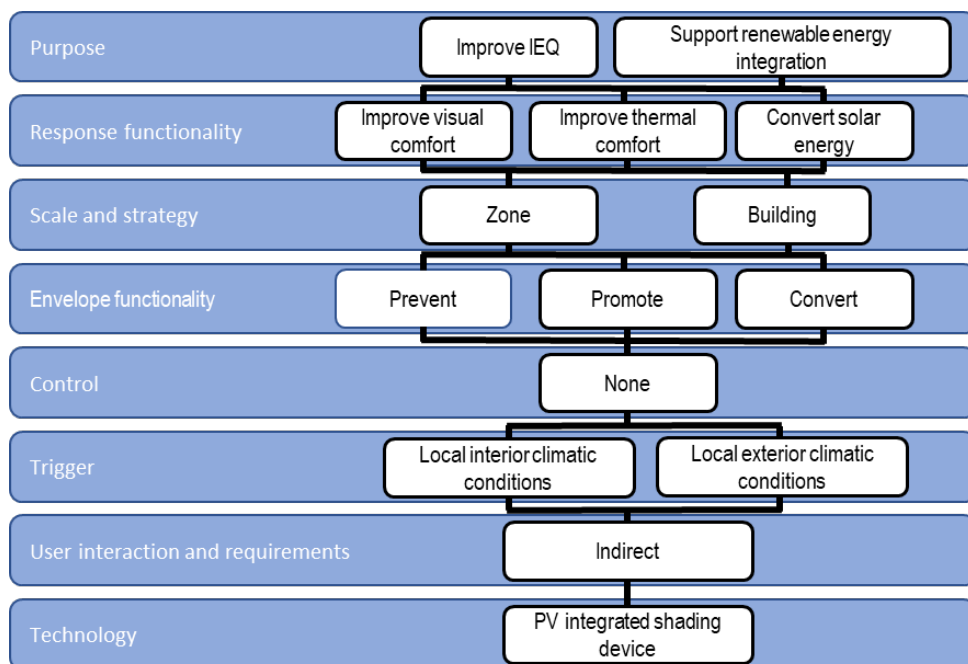 Purpose
Improve IEQ
Support renewable energy
integration
Response functionality
Improve visual
comfort
Improve thermal
comfort
Convert solar
energy
Scale and strategy
Zone
Building
Envelope functionality
Prevent
Promote
Convert
Control
None
Trigger
Local interior climatic
conditions
Local exterior climatic
conditions
User interaction and requirements
Indirect
Technology
PV integrated shading
device